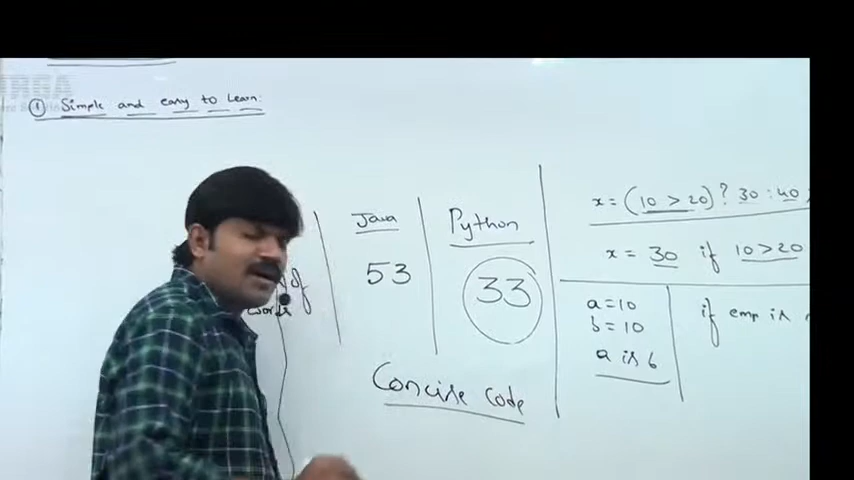 ① Simple and easy to Learn:
Java
53
Python
33
Concise Code
x = (10 > 20) ? 30 : 40
x = 30 if 10>20
a=10
b=10
a is b
if emp is